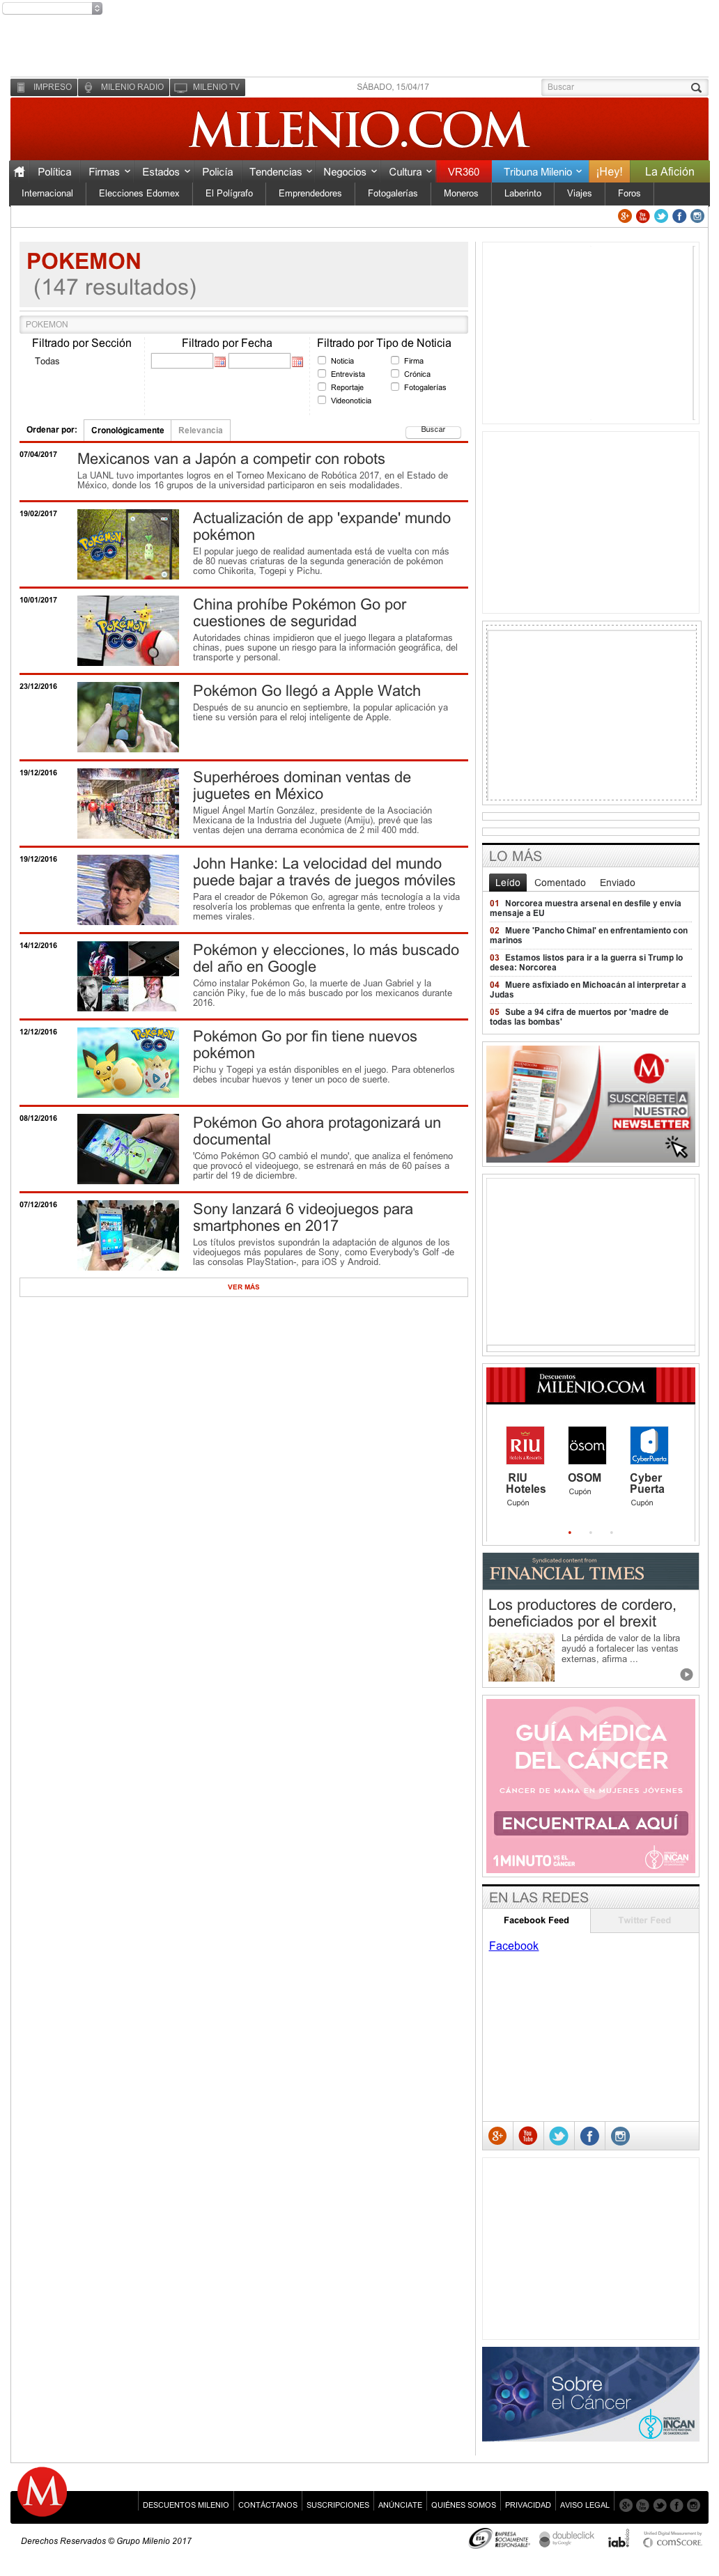 IMPRESO
MILENIO RADIO
MILENIO TV
SÁBADO, 15/04/17
Buscar
MILENIO.COM
Política
Firmas
Estados
Policía
Tendencias
Negocios
Cultura
VR360
Tribuna Milenio
¡Hey!
La Afición
Internacional
Elecciones Edomex
El Polígrafo
Emprendedores
Fotogalerías
Moneros
Laberinto
Viajes
Foros
POKEMON
(147 resultados)
POKEMON
Filtrado por Sección
Todas
Filtrado por Fecha
Filtrado por Tipo de Noticia
Noticia
Firma
Entrevista
Crónica
Reportaje
Fotogalerías
Videonoticia
Ordenar por:
Cronológicamente
Relevancia
Buscar
07/04/2017
Mexicanos van a Japón a competir con robots
La UANL tuvo importantes logros en el Torneo Mexicano de Robótica 2017, en el Estado de
México, donde los 16 grupos de la universidad participaron en seis modalidades.
19/02/2017
Actualización de app 'expande' mundo
pokémon
El popular juego de realidad aumentada está de vuelta con más
de 80 nuevas criaturas de la segunda generación de pokémon
como Chikorita, Togepi y Pichu.
10/01/2017
China prohíbe Pokémon Go por
cuestiones de seguridad
Autoridades chinas impidieron que el juego llegara a plataformas
chinas, pues supone un riesgo para la información geográfica, del
transporte y personal.
23/12/2016
Pokémon Go llegó a Apple Watch
Después de su anuncio en septiembre, la popular aplicación ya
tiene su versión para el reloj inteligente de Apple.
19/12/2016
Superhéroes dominan ventas de
juguetes en México
Miguel Ángel Martín González, presidente de la Asociación
Mexicana de la Industria del Juguete (Amiju), prevé que las
ventas dejen una derrama económica de 2 mil 400 mdd.
19/12/2016
John Hanke: La velocidad del mundo
puede bajar a través de juegos móviles
Para el creador de Pókemon Go, agregar más tecnología a la vida
resolvería los problemas que enfrenta la gente, entre troleos y
memes virales.
14/12/2016
Pokémon y elecciones, lo más buscado
del año en Google
Cómo instalar Pokémon Go, la muerte de Juan Gabriel y la
canción Piky, fue de lo más buscado por los mexicanos durante
2016.
12/12/2016
Pokémon Go por fin tiene nuevos
pokémon
Pichu y Togepi ya están disponibles en el juego. Para obtenerlos
debes incubar huevos y tener un poco de suerte.
08/12/2016
Pokémon Go ahora protagonizará un
documental
'Cómo Pokémon GO cambió el mundo', que analiza el fenómeno
que provocó el videojuego, se estrenará en más de 60 países a
partir del 19 de diciembre.
07/12/2016
Sony lanzará 6 videojuegos para
smartphones en 2017
Los títulos previstos supondrán la adaptación de algunos de los
videojuegos más populares de Sony, como Everybody's Golf -de
las consolas PlayStation-, para iOS y Android.
VER MÁS
LO MÁS
Leído
Comentado
Enviado
01 Norcorea muestra arsenal en desfile y envía
mensaje a EU
02 Muere 'Pancho Chimal' en enfrentamiento con
marinos
03 Estamos listos para ir a la guerra si Trump lo
desea: Norcorea
04 Muere asfixiado en Michoacán al interpretar a
Judas
05 Sube a 94 cifra de muertos por 'madre de
todas las bombas'
M
SUSCRÍBETE A
NUESTRO
NEWSLETTER
Descuentos
MILENIO.COM
RIU
ösom
CyberPuerta
RIU
Hoteles
Cupón
OSOM
Cupón
Cyber
Puerta
Cupón
Syndicated content from
FINANCIAL TIMES
Los productores de cordero,
beneficiados por el brexit
La pérdida de valor de la libra
ayudó a fortalecer las ventas
externas, afirma ...
GUÍA MÉDICA
DEL CÁNCER
CÁNCER DE MAMA EN MUJERES JÓVENES
ENCUENTRALA AQUÍ
1 MINUTO VS EL CÁNCER
INCAN
EN LAS REDES
Facebook Feed
Twitter Feed
Facebook
Sobre
el Cáncer
INCAN
M
DESCUENTOS MILENIO
CONTÁCTANOS
SUSCRIPCIONES
ANÚNCIATE
QUIÉNES SOMOS
PRIVACIDAD
AVISO LEGAL
Derechos Reservados © Grupo Milenio 2017
ESR EMPRESA SOCIALMENTE RESPONSABLE
doubleclick
by Google
iab.
Unified Digital Measurement by
comSCORE